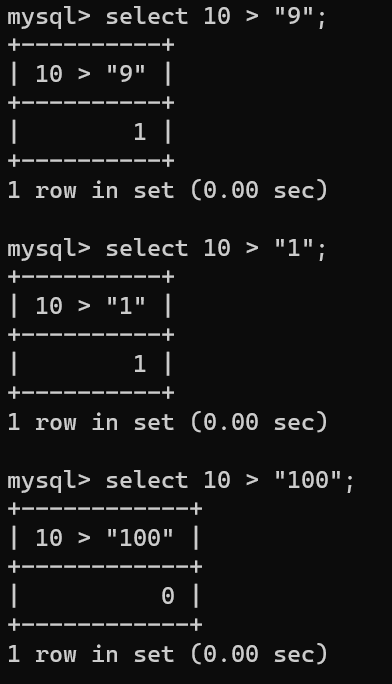 mysql> select 10 > "9";
+----------+
| 10 > "9" |
+----------+
|        1 |
+----------+
1 row in set (0.00 sec)

mysql> select 10 > "1";
+----------+
| 10 > "1" |
+----------+
|        1 |
+----------+
1 row in set (0.00 sec)

mysql> select 10 > "100";
+------------+
| 10 > "100" |
+------------+
|          0 |
+------------+
1 row in set (0.00 sec)